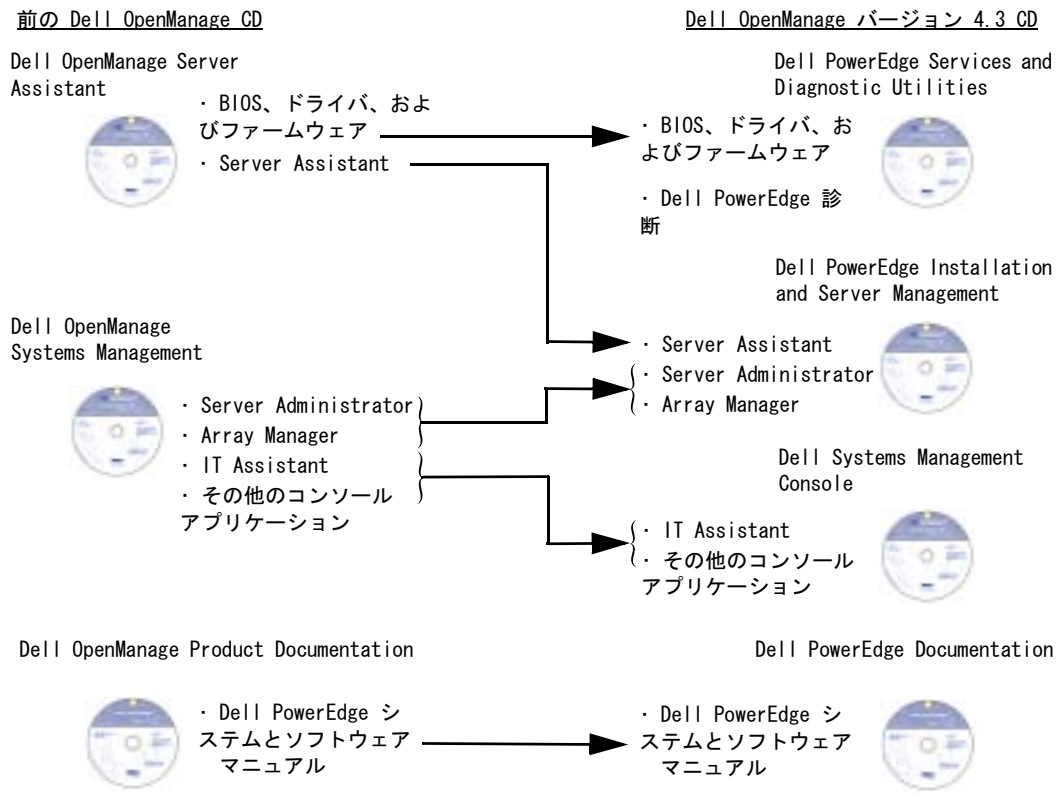 前の Dell OpenManage CD
Dell OpenManage Server
Assistant
・ BIOS、ドライバ、およ
びファームウェア
・ Server Assistant
Dell OpenManage
Systems Management
・ Server Administrator
・ Array Manager
・ IT Assistant
・ その他のコンソール
アプリケーション
Dell OpenManage Product Documentation
・ Dell PowerEdge シ
ステムとソフトウェア
マニュアル
Dell OpenManage バージョン 4.3 CD
Dell PowerEdge Services and
Diagnostic Utilities
・ BIOS、ドライバ、お
よびファームウェア
・ Dell PowerEdge 診
断
Dell PowerEdge Installation
and Server Management
・ Server Assistant
・ Server Administrator
・ Array Manager
Dell Systems Management
Console
・ IT Assistant
・ その他のコンソール
アプリケーション
Dell PowerEdge Documentation
・ Dell PowerEdge シ
ステムとソフトウェア
マニュアル